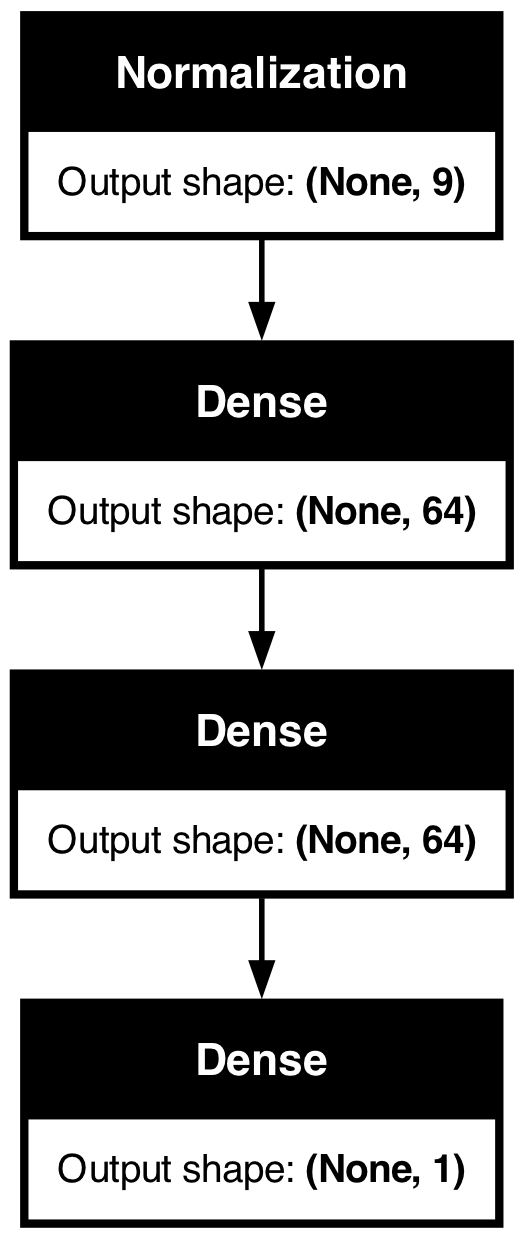 Normalization
Output shape: (None, 9)
Dense
Output shape: (None, 64)
Dense
Output shape: (None, 64)
Dense
Output shape: (None, 1)